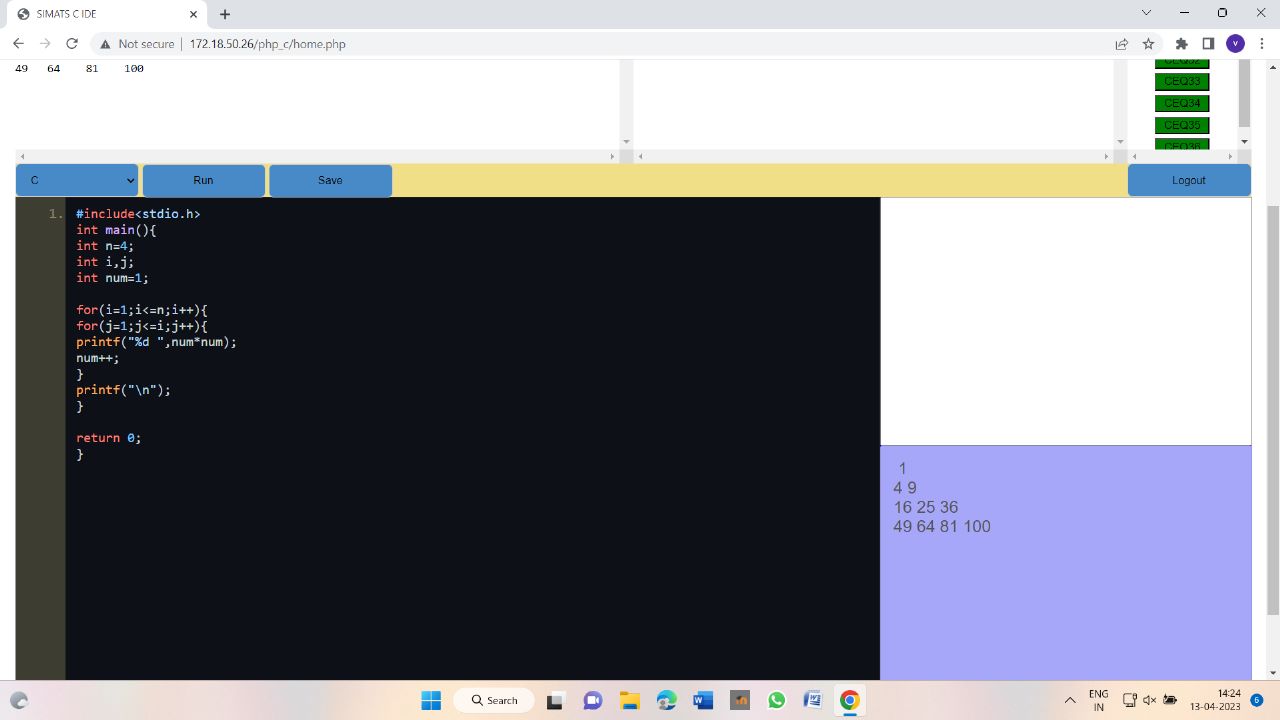 SIMATS C IDE
Not secure | 172.18.50.26/php_c/home.php
V
49 64 81 100
CEQ32
CEQ33
CEQ34
CEQ35
CEQ36
C Run Save Logout
1. #include<stdio.h>
int main(){
int n=4;
int i,j;
int num=1;
for(i=1;i<=n;i++){
for(j=1;j<=i;j++){
printf("%d ",num*num);
num++;
}
printf("\n");
}
return 0;
}
1
4 9
16 25 36
49 64 81 100
Search
ENG
IN
14:24
13-04-2023
6